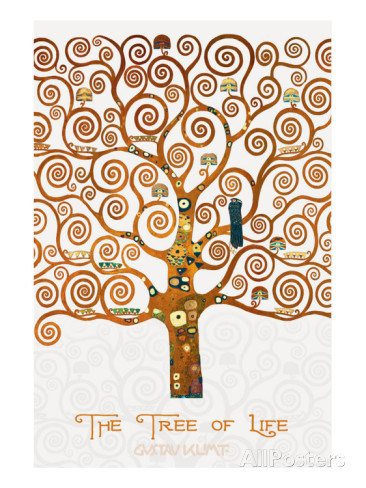 The Tree of Life
GUSTAV KLIMT
AllPosters